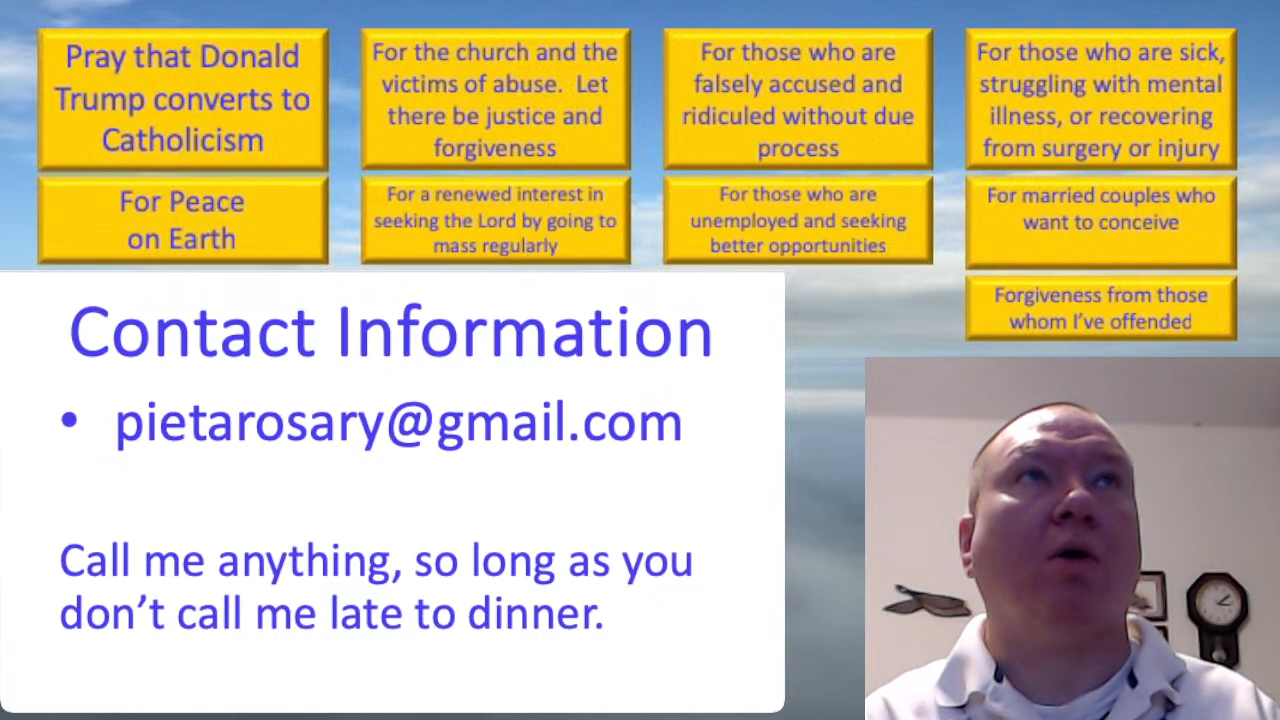 Pray that Donald
Trump converts to
Catholicism
For the church and the
victims of abuse. Let
there be justice and
forgiveness
For those who are
falsely accused and
ridiculed without due
process
For those who are sick,
struggling with mental
illness, or recovering
from surgery or injury
For Peace
on Earth
For a renewed interest in
seeking the Lord by going to
mass regularly
For those who are
unemployed and seeking
better opportunities
For married couples who
want to conceive
Forgiveness from those
whom I’ve offended
Contact Information
• pietarosary@gmail.com
Call me anything, so long as you
don’t call me late to dinner.